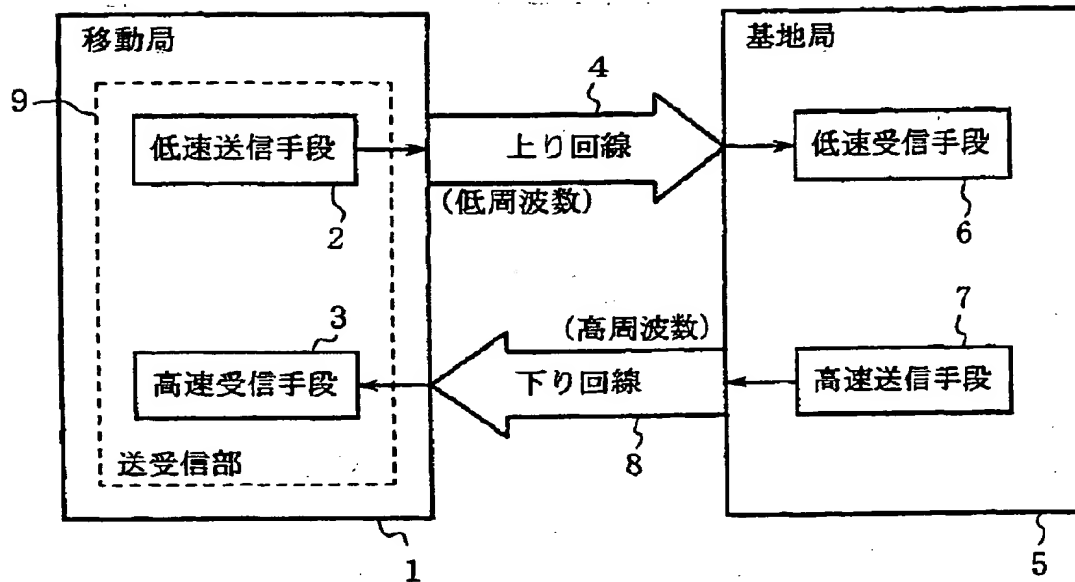 移動局
基地局
9
4
低速送信手段
上り回線
低速受信手段
(低周波数)
2
6
3
(高周波数)
7
高速受信手段
下り回線
高速送信手段
送受信部
8
1
5